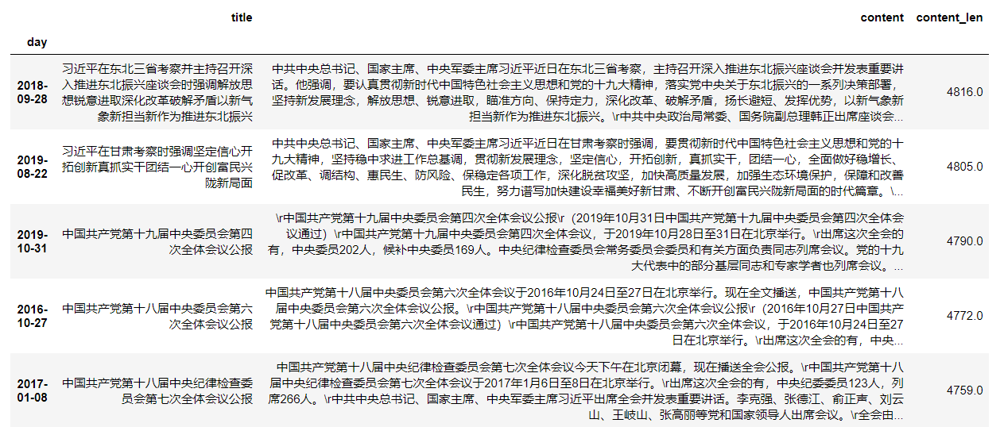 title content content_len
day
2018-09-28
习近平在东北三省考察并主持召开深
入推进东北振兴座谈会时强调解放思
想锐意进取深化改革破解矛盾以新气
象新担当新作为推进东北振兴
中共中央总书记、国家主席、中央军委主席习近平近日在东北三省考察，主持召开深入推进东北振兴座谈会并发表重要讲
话。他强调，要认真贯彻新时代中国特色社会主义思想和党的十九大精神，落实党中央关于东北振兴的一系列决策部署，
坚持新发展理念，解放思想、锐意进取，瞄准方向、保持定力，深化改革、破解矛盾，扬长避短、发挥优势，以新气象新
担当新作为推进东北振兴。\r中共中央政治局常委、国务院副总理韩正出席座谈会...
4816.0
2019-08-22
习近平在甘肃考察时强调坚定信心开
拓创新真抓实干团结一心开创富民兴
陇新局面
中共中央总书记、国家主席、中央军委主席习近平近日在甘肃考察时强调，要贯彻新时代中国特色社会主义思想和党的十
九大精神，坚持稳中求进工作总基调，贯彻新发展理念，坚定信心，开拓创新，真抓实干，团结一心，全面做好稳增长、
促改革、调结构、惠民生、防风险、保稳定各项工作，深化脱贫攻坚，加快高质量发展，加强生态环境保护，保障和改善
民生，努力谱写加快建设幸福美好新甘肃、不断开创富民兴陇新局面的时代篇章。\...
4805.0
2019-10-31
中国共产党第十九届中央委员会第四
次全体会议公报
\r中国共产党第十九届中央委员会第四次全体会议公报\r（2019年10月31日中国共产党第十九届中央委员会第四次全体会
议通过）\r中国共产党第十九届中央委员会第四次全体会议，于2019年10月28日至31日在北京举行。\r出席这次全会的
有，中央委员202人，候补中央委员169人。中央纪律检查委员会常务委员会委员和有关方面负责同志列席会议。党的十九
大代表中的部分基层同志和专家学者也列席会议。...
4790.0
2016-10-27
中国共产党第十八届中央委员会第六
次全体会议公报
中国共产党第十八届中央委员会第六次全体会议于2016年10月24日至27日在北京举行。现在全文播送，中国共产党第十八
届中央委员会第六次全体会议公报。\r中国共产党第十八届中央委员会第六次全体会议公报\r（2016年10月27日中国共产
党第十八届中央委员会第六次全体会议通过）\r中国共产党第十八届中央委员会第六次全体会议，于2016年10月24日至27
日在北京举行。\r出席这次全会的有，中央...
4772.0
2017-01-08
中国共产党第十八届中央纪律检查委
员会第七次全体会议公报
中国共产党第十八届中央纪律检查委员会第七次全体会议今天下午在北京闭幕，现在播送全会公报。\r中国共产党第十八
届中央纪律检查委员会第七次全体会议于2017年1月6日至8日在北京举行。\r出席这次全会的有，中央纪委委员123人，列
席266人。\r中共中央总书记、国家主席、中央军委主席习近平出席全会并发表重要讲话。李克强、张德江、俞正声、刘云
山、王岐山、张高丽等党和国家领导人出席会议。\r全会由...
4759.0